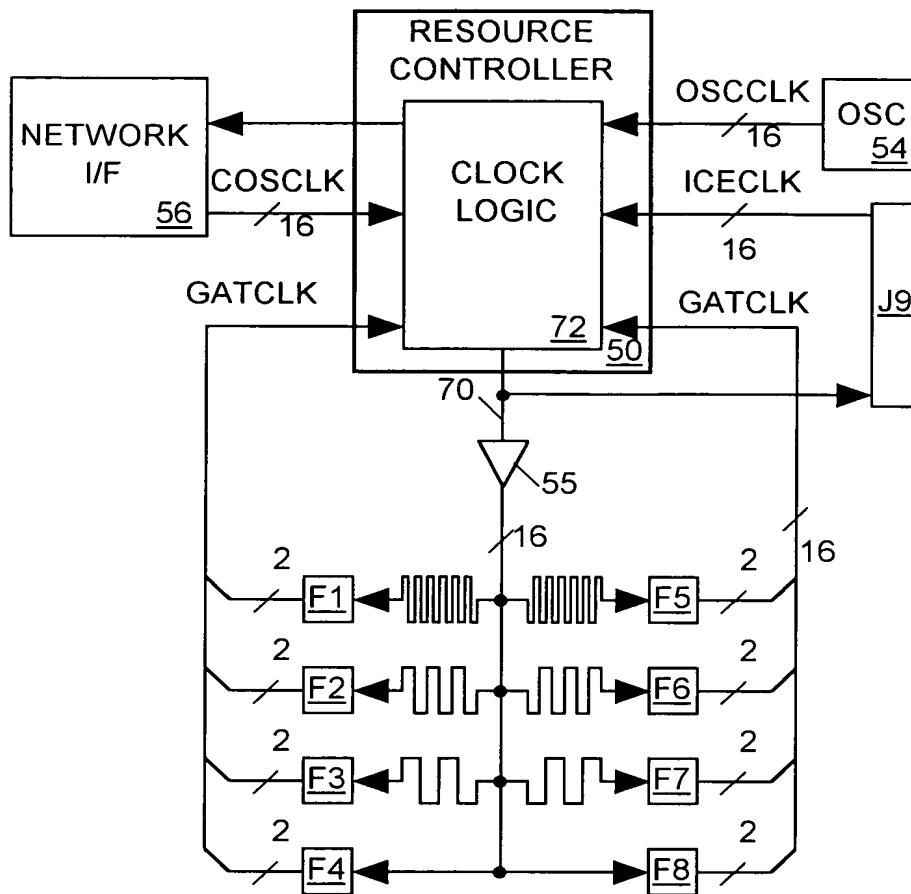 RESOURCE
CONTROLLER
OSCCLK
16
OSC
54
NETWORK
I/F
56
COSCLK
16
CLOCK
LOGIC
72
50
ICECLK
16
J9
GATCLK
GATCLK
70
55
16
16
2
F1
F5
2
2
F2
F6
2
2
F3
F7
2
2
F4
F8
2